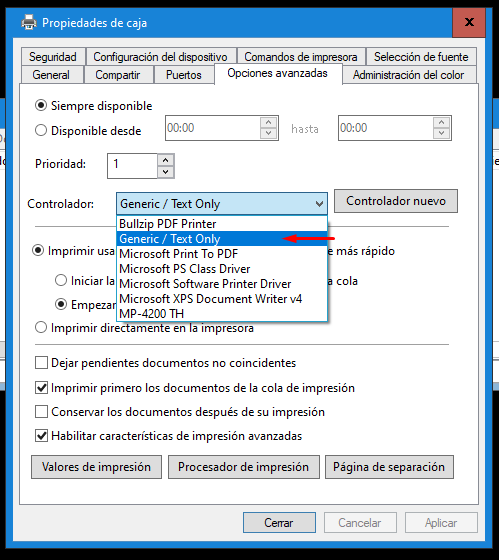 Propiedades de caja
Seguridad Configuración del dispositivo Comandos de impresora Selección de fuente
General Compartir Puertos Opciones avanzadas Administración del color
Siempre disponible
Disponible desde 00:00 hasta 00:00
Prioridad: 1
Controlador: Generic / Text Only Controlador nuevo
Bullzip PDF Printer
Generic / Text Only
Microsoft Print To PDF
Microsoft PS Class Driver
Microsoft Software Printer Driver
Microsoft XPS Document Writer v4
MP-4200 TH
Imprimir usa e más rápido
Iniciar la a cola
Empezar
Imprimir directamente en la impresora
Dejar pendientes documentos no coincidentes
Imprimir primero los documentos de la cola de impresión
Conservar los documentos después de su impresión
Habilitar características de impresión avanzadas
Valores de impresión Procesador de impresión Página de separación
Cerrar Cancelar Aplicar